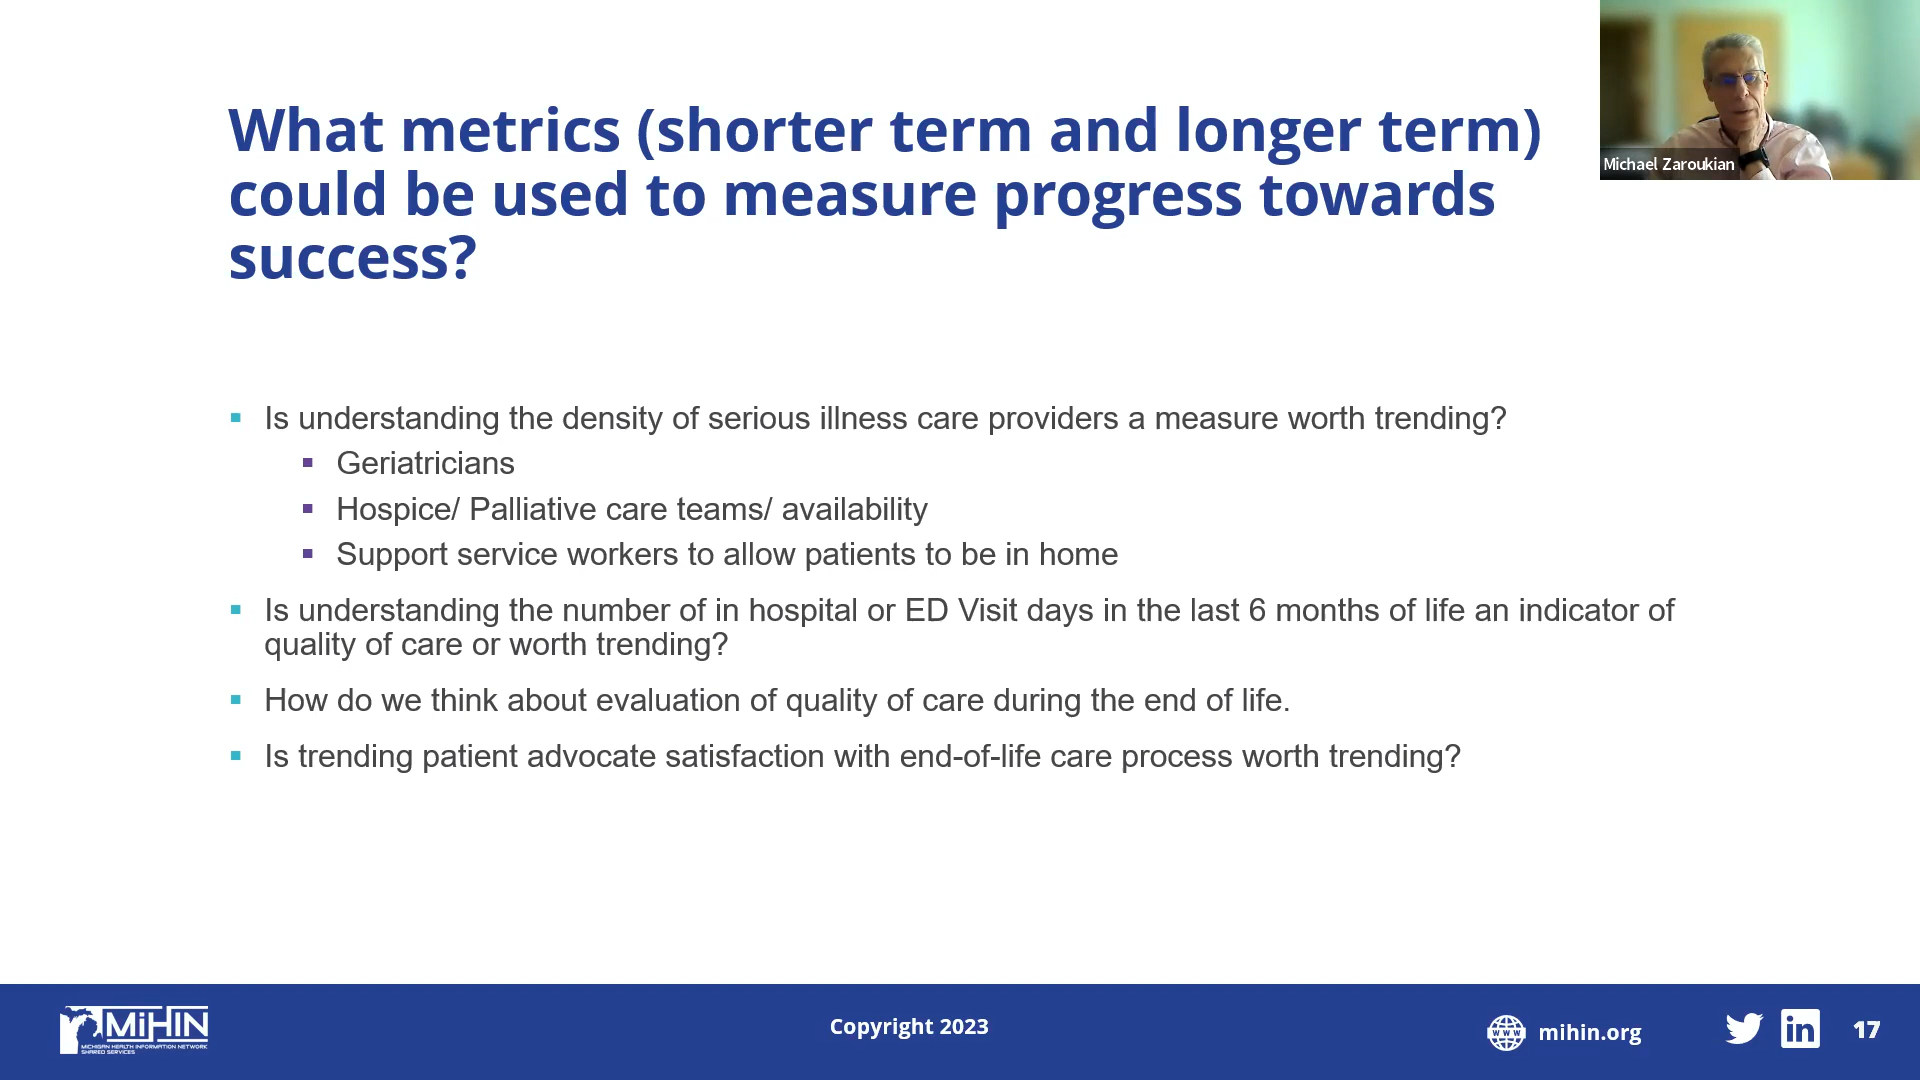 What metrics (shorter term and longer term)
could be used to measure progress towards
success?
Michael Zaroukian
Is understanding the density of serious illness care providers a measure worth trending?
Geriatricians
Hospice/ Palliative care teams/ availability
Support service workers to allow patients to be in home
Is understanding the number of in hospital or ED Visit days in the last 6 months of life an indicator of
quality of care or worth trending?
How do we think about evaluation of quality of care during the end of life.
Is trending patient advocate satisfaction with end-of-life care process worth trending?
MiHIN
MICHIGAN HEALTH INFORMATION NETWORK
SHARED SERVICES
Copyright 2023
WWW
mihin.org
in
17